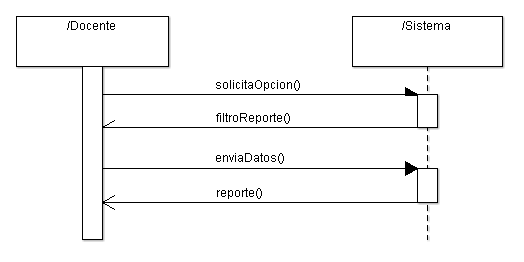 /Docente
/Sistema
solicitaOpcion()
filtroReporte()
enviaDatos()
reporte()